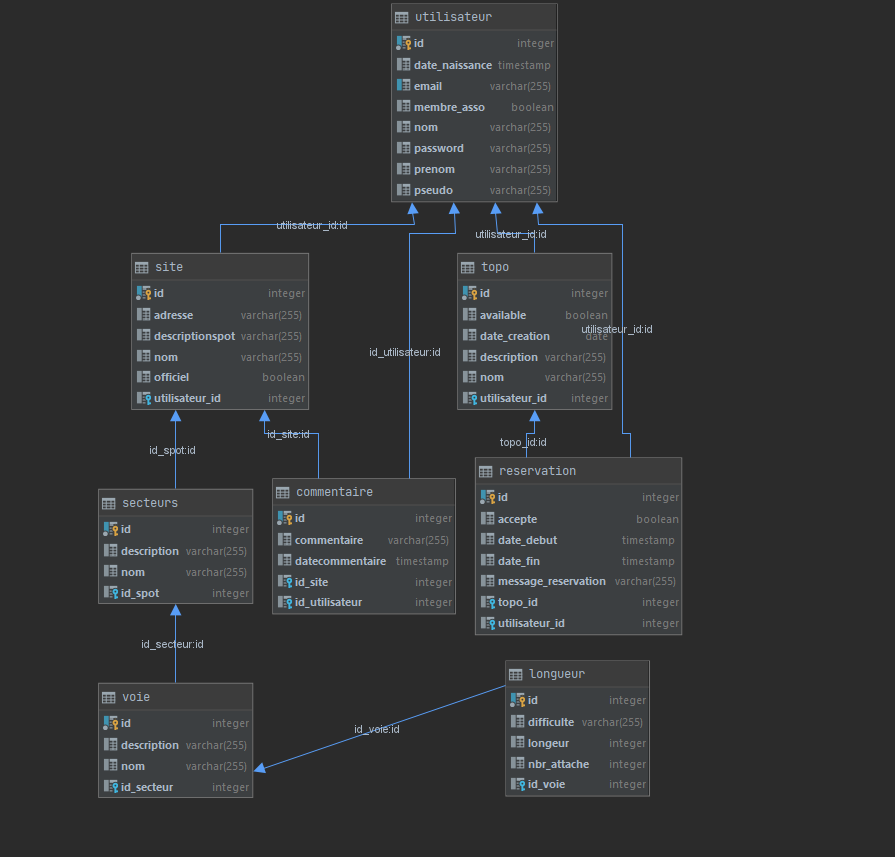 utilisateur
id integer
date_naissance timestamp
email varchar(255)
membre_asso boolean
nom varchar(255)
password varchar(255)
prenom varchar(255)
pseudo varchar(255)
utilisateur_id:id
utilisateur_id:id
site
id integer
adresse varchar(255)
descriptionspot varchar(255)
nom varchar(255)
officiel boolean
utilisateur_id integer
topo
id integer
available boolean
date_creation date
description varchar(255)
nom varchar(255)
utilisateur_id integer
utilisateur_id:id
id_utilisateur:id
id_spot:id
id_site:id
topo_id:id
secteurs
id integer
description varchar(255)
nom varchar(255)
id_spot integer
commentaire
id integer
commentaire varchar(255)
datecommentaire timestamp
id_site integer
id_utilisateur integer
reservation
id integer
accepte boolean
date_debut timestamp
date_fin timestamp
message_reservation varchar(255)
topo_id integer
utilisateur_id integer
id_secteur:id
voie
id integer
description varchar(255)
nom varchar(255)
id_secteur integer
id_voie:id
longueur
id integer
difficulte varchar(255)
longeur integer
nbr_attache integer
id_voie integer